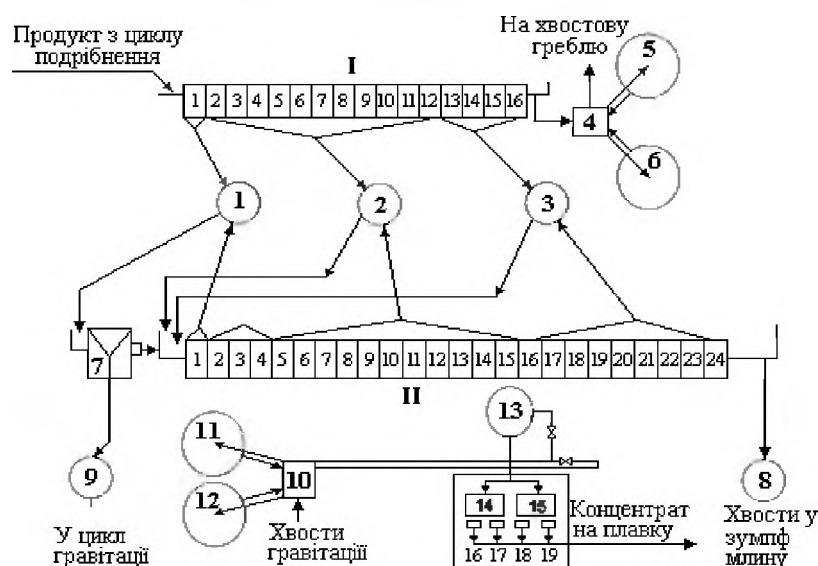 Продукт з циклу
подрібнення
I
На хвостову
греблю
5
1 2 3 4 5 6 7 8 9 10 11 12 13 14 15 16
4
6
1
2
3
7
1 2 3 4 5 6 7 8 9 10 11 12 13 14 15 16 17 18 19 20 21 22 23 24
II
13
11
9
10
8
12
14 15
У цикл
гравітації
Хвости
гравітації
16 17 18 19
Концентрат
на плавку
Хвости у
зумпф
млину